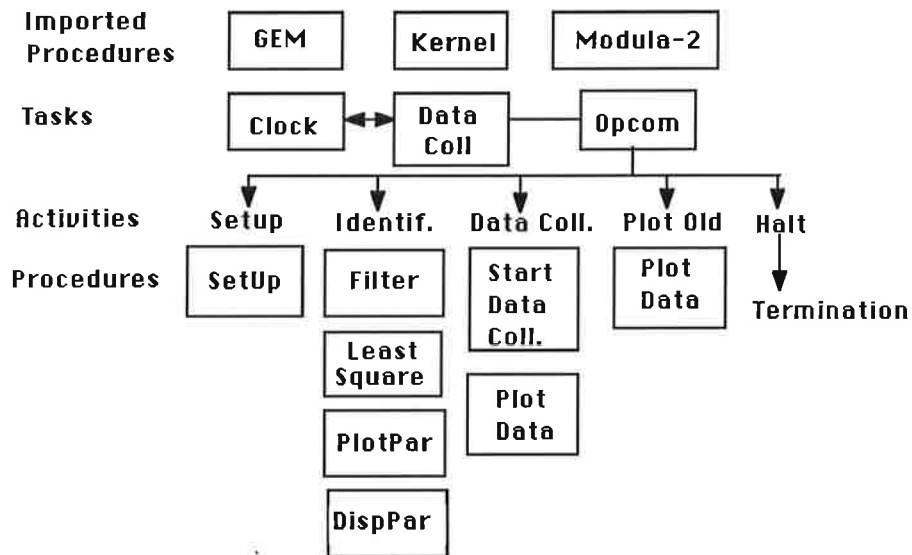 Imported
Procedures
GEM
Kernel
Modula-2
Tasks
Clock
Data
Coll
Opcom
Activities
Setup
Identif.
Data Coll.
Plot Old
Halt
Procedures
SetUp
Filter
Start
Data
Coll.
Plot
Data
Termination
Least
Square
Plot
Data
PlotPar
DispPar